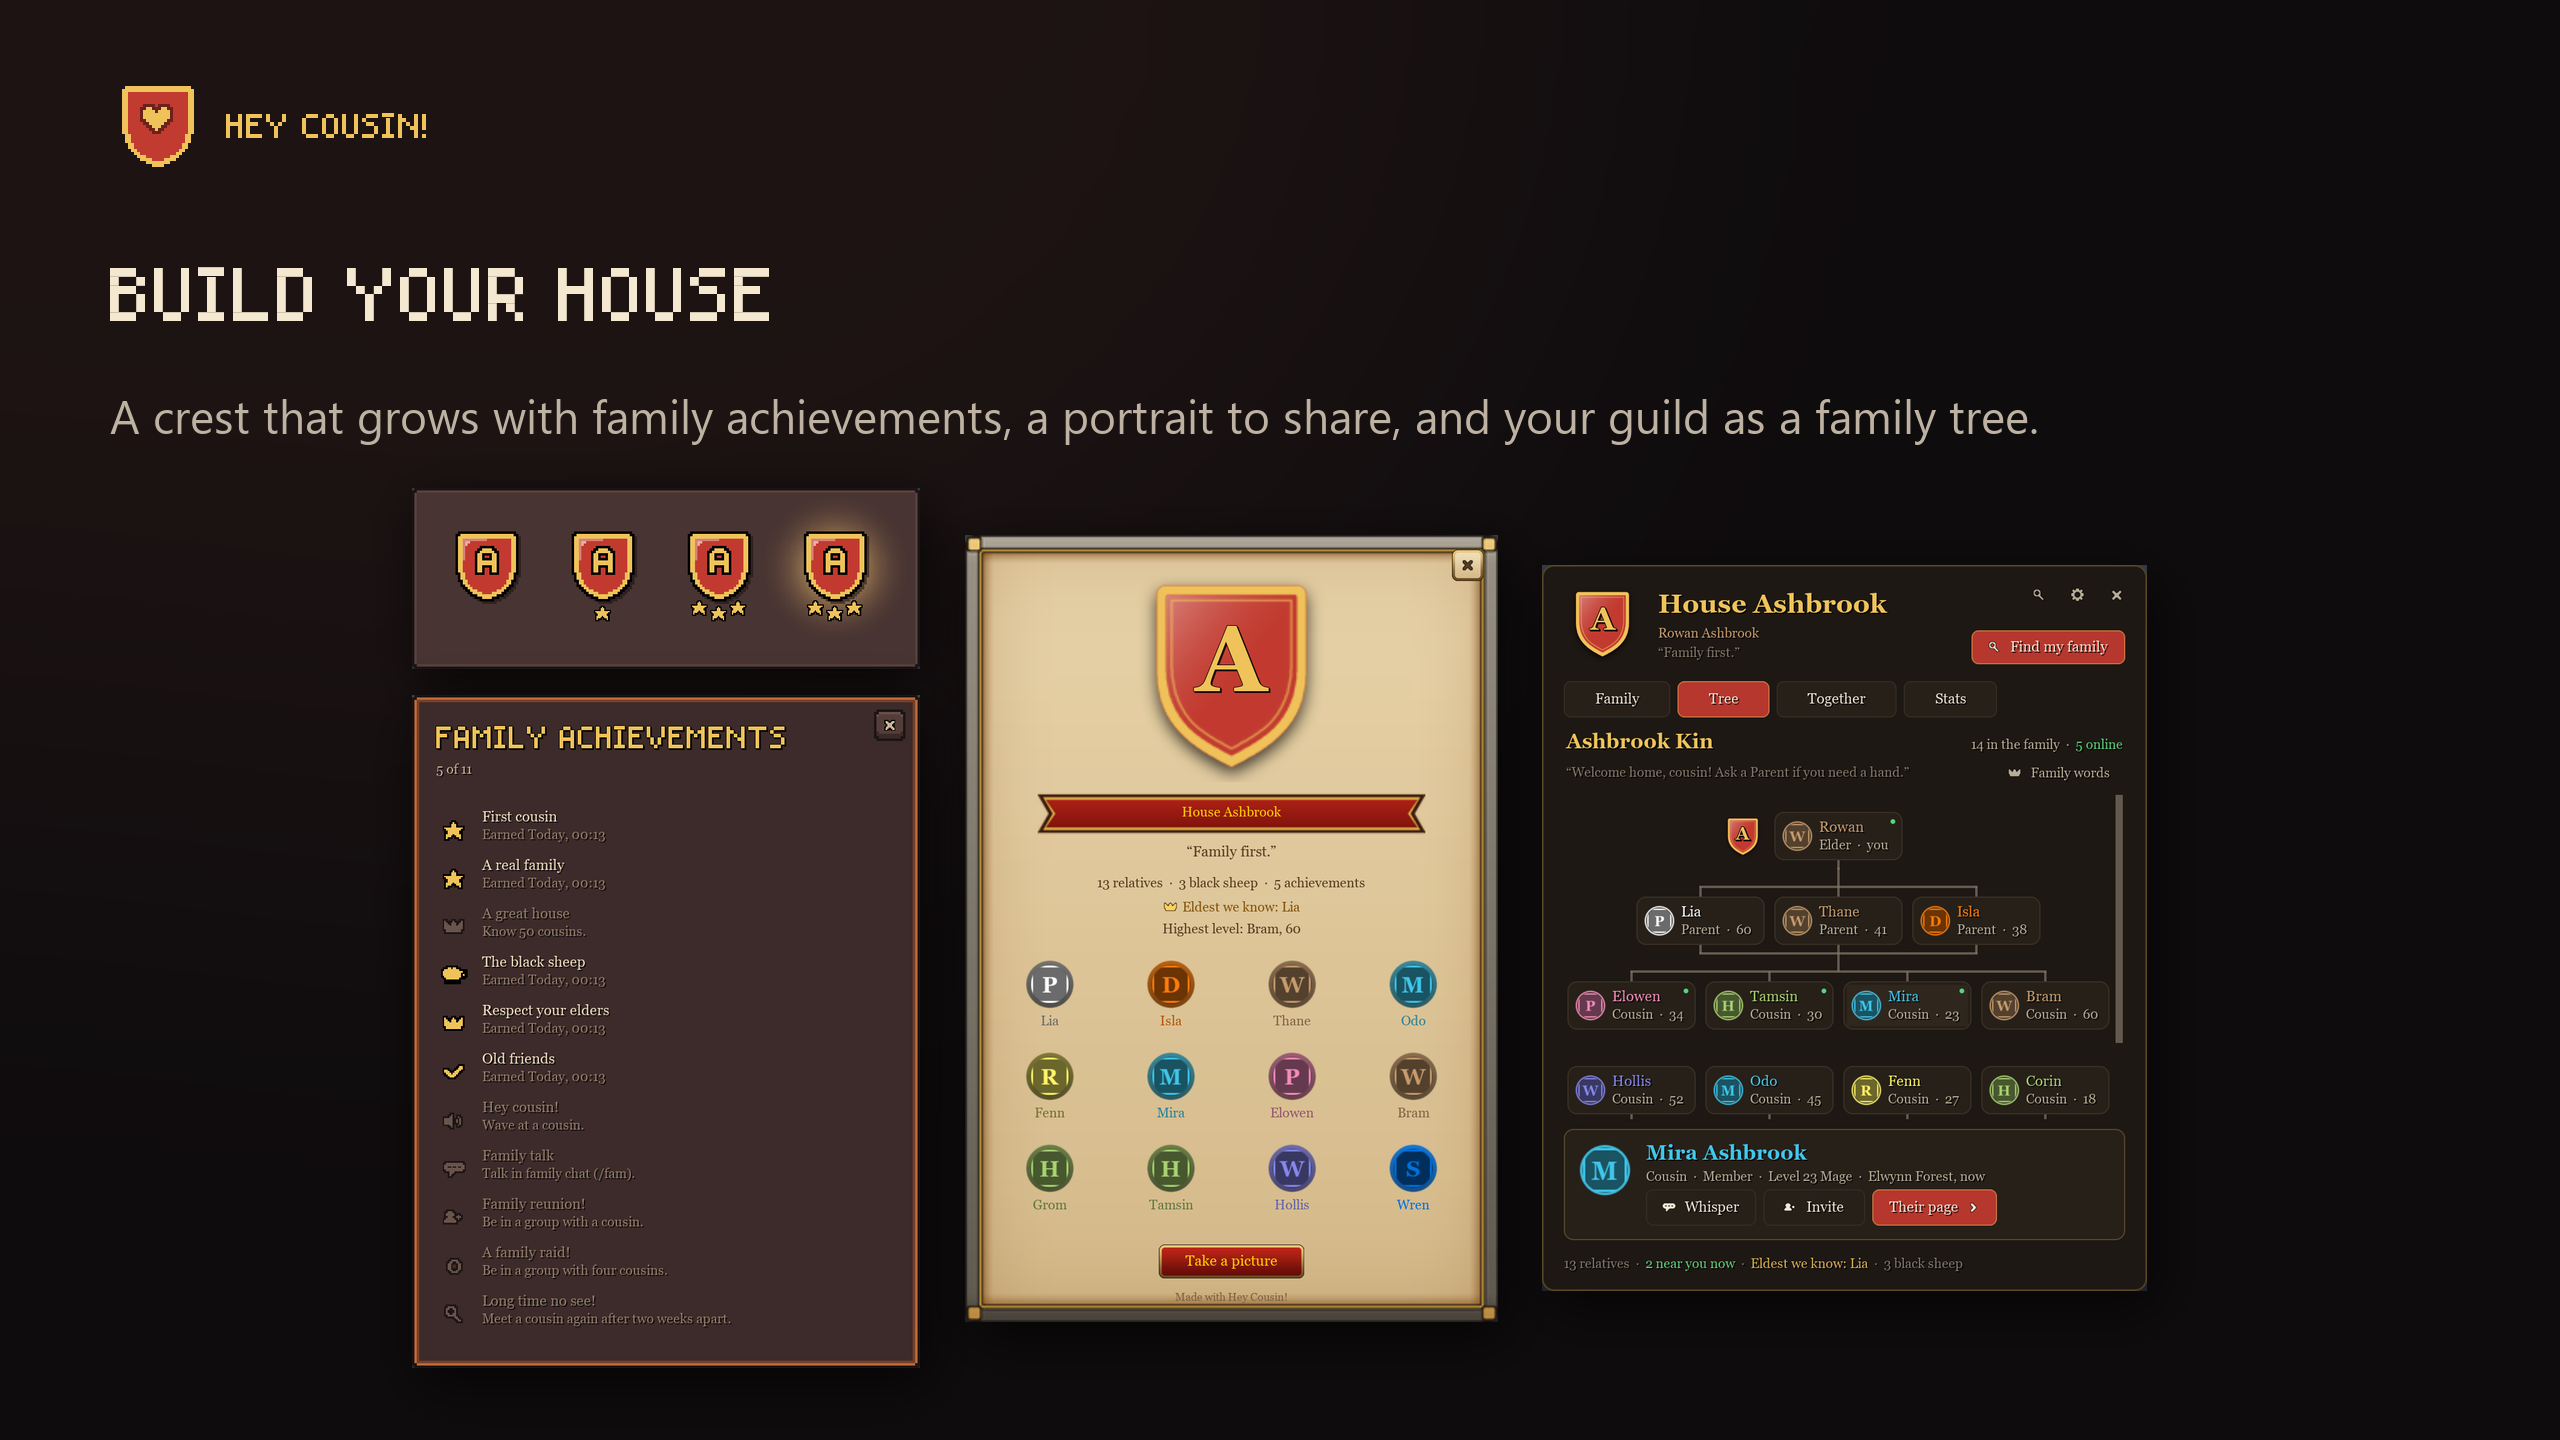 HEY COUSIN!
BUILD YOUR HOUSE
A crest that grows with family achievements, a portrait to share, and your guild as a family tree.
A A A A
FAMILY ACHIEVEMENTS
5 of 11
First cousin
Earned Today, 00:13
A real family
Earned Today, 00:13
A great house
Know 50 cousins.
The black sheep
Earned Today, 00:13
Respect your elders
Earned Today, 00:13
Old friends
Earned Today, 00:13
Hey cousin!
Wave at a cousin.
Family talk
Talk in family chat (/fam).
Family reunion!
Be in a group with a cousin.
A family raid!
Be in a group with four cousins.
Long time no see!
Meet a cousin again after two weeks apart.
A
House Ashbrook
“Family first.”
13 relatives · 3 black sheep · 5 achievements
Eldest we know: Lia
Highest level: Bram, 60
P D W M
Lia Isla Thane Odo
R M P W
Fenn Mira Elowen Bram
H H W S
Grom Tamsin Hollis Wren
Take a picture
Made with Hey Cousin!
A
House Ashbrook
Rowan Ashbrook
“Family first.”
Find my family
Family Tree Together Stats
Ashbrook Kin
14 in the family · 5 online
“Welcome home, cousin! Ask a Parent if you need a hand.”
Family words
A
W Rowan
Elder · you
P Lia
Parent · 60
W Thane
Parent · 41
D Isla
Parent · 38
P Elowen
Cousin · 34
H Tamsin
Cousin · 30
M Mira
Cousin · 23
W Bram
Cousin · 60
W Hollis
Cousin · 52
M Odo
Cousin · 45
R Fenn
Cousin · 27
H Corin
Cousin · 18
M
Mira Ashbrook
Cousin · Member · Level 23 Mage · Elwynn Forest, now
Whisper Invite Their page
13 relatives · 2 near you now · Eldest we know: Lia · 3 black sheep